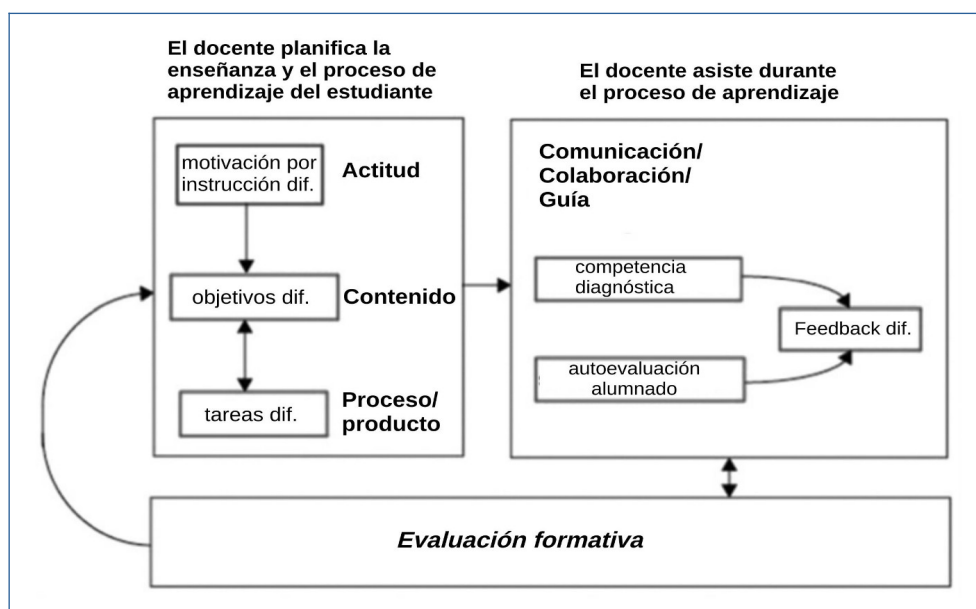 El docente planifica la
enseñanza y el proceso de
aprendizaje del estudiante
motivación por
instrucción dif.
Actitud
objetivos dif.
Contenido
tareas dif.
Proceso/
producto
El docente asiste durante
el proceso de aprendizaje
Comunicación/
Colaboración/
Guía
competencia
diagnóstica
autoevaluación
alumnado
Feedback dif.
Evaluación formativa